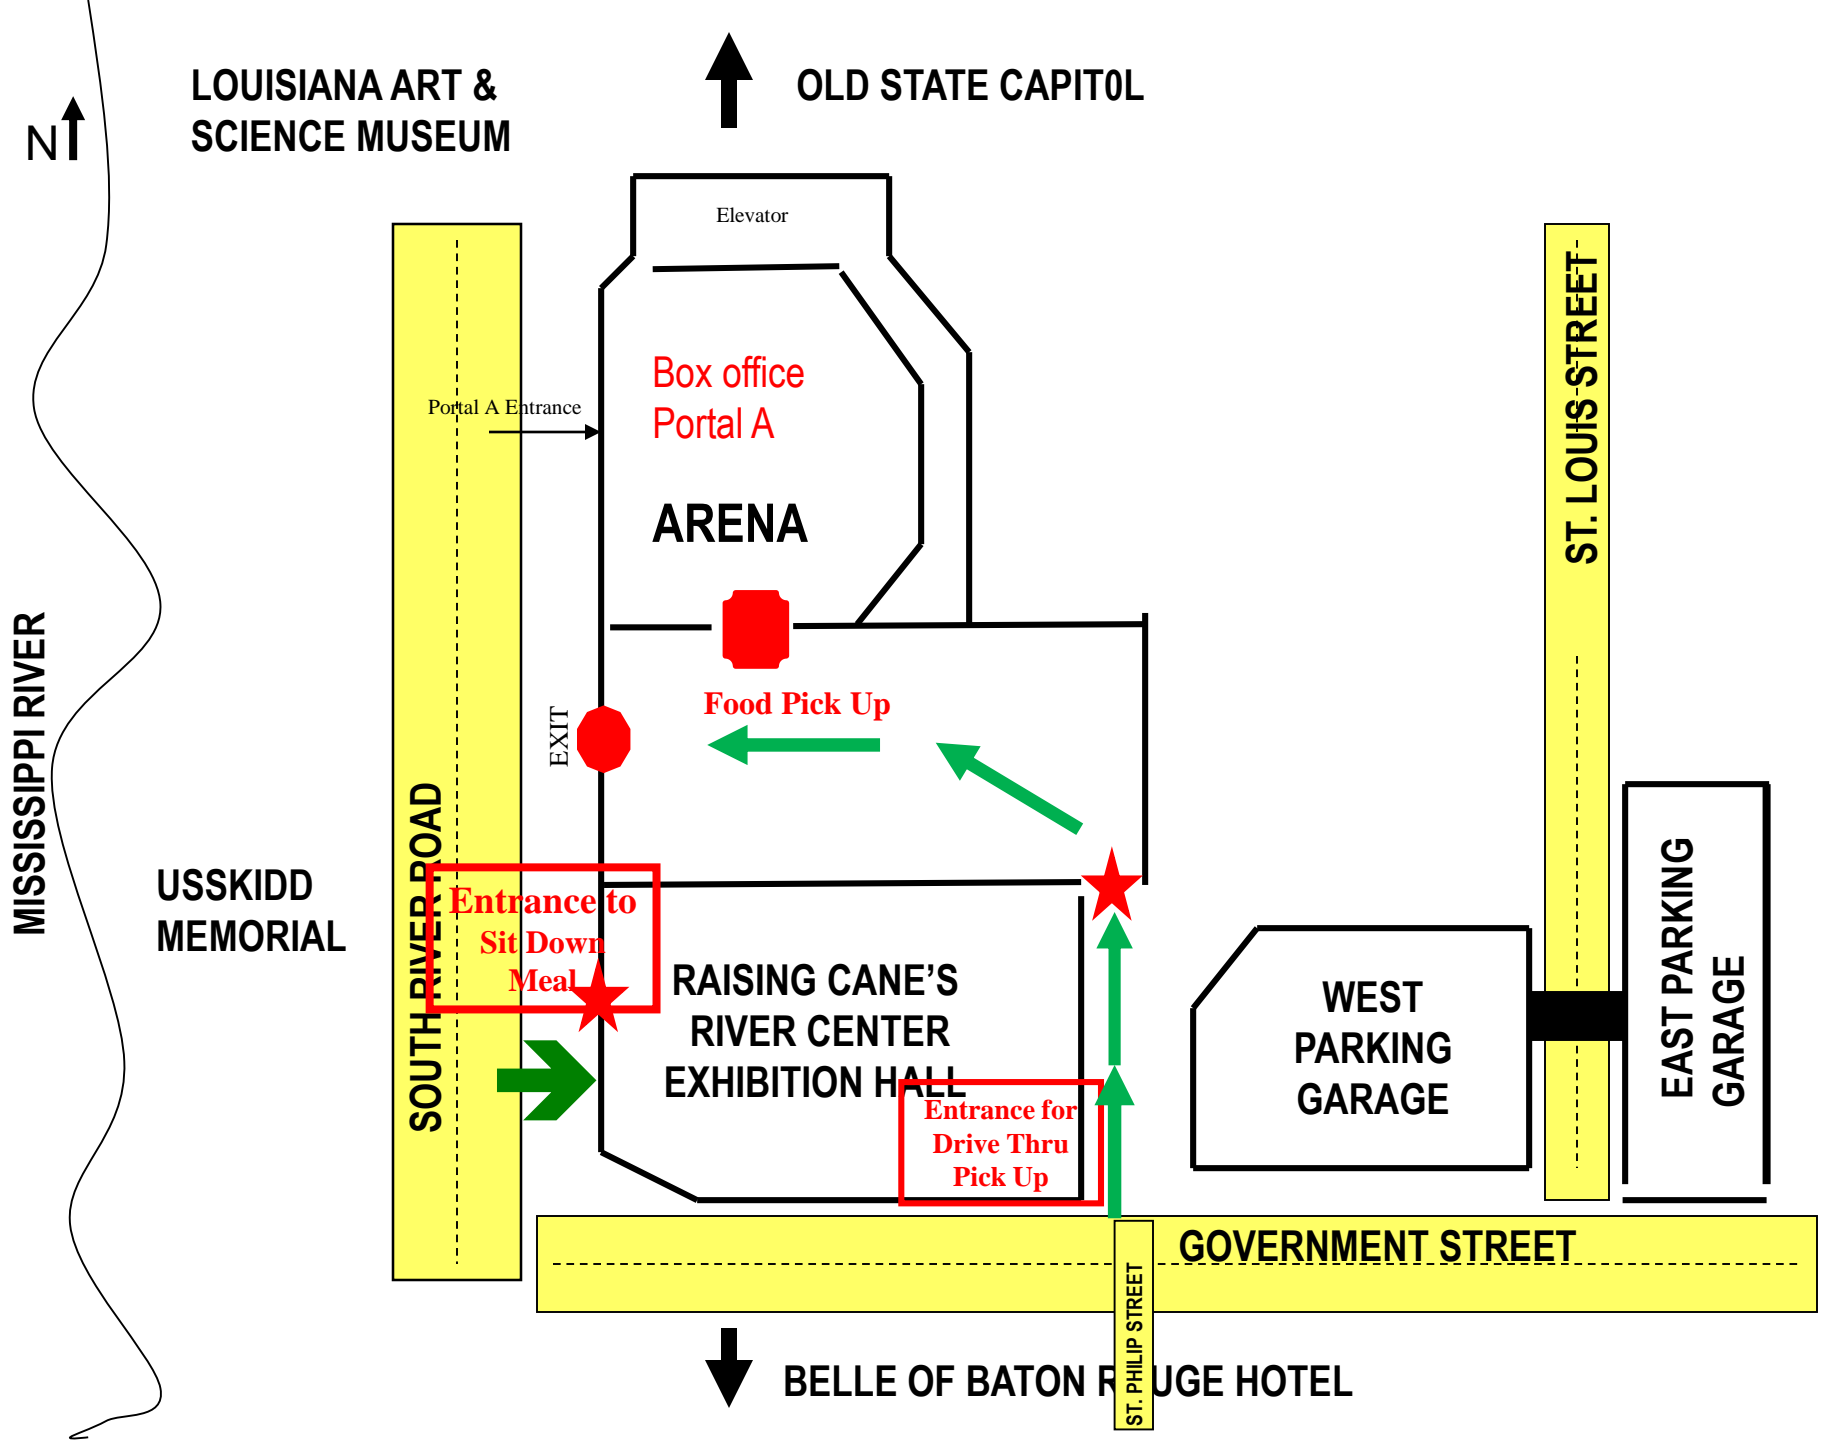 LOUISIANA ART &
SCIENCE MUSEUM
OLD STATE CAPIT0L
N
Elevator
Box office
Portal A
Portal A Entrance
ARENA
ST. LOUIS STREET
MISSISSIPPI RIVER
Food Pick Up
EXIT
USSKIDD
MEMORIAL
SOUTH RIVER ROAD
Entrance to
Sit Down
Meal
RAISING CANE’S
RIVER CENTER
EXHIBITION HALL
WEST
PARKING
GARAGE
EAST PARKING
GARAGE
Entrance for
Drive Thru
Pick Up
GOVERNMENT STREET
ST. PHILIP STREET
BELLE OF BATON ROUGE HOTEL